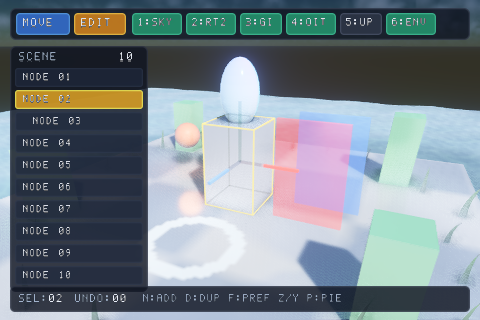 MOVE EDIT 1:SKY 2:RT2 3:GI 4:OIT 5:UP 6:ENV
SCENE 10
NODE 01
NODE 02
NODE 03
NODE 04
NODE 05
NODE 06
NODE 07
NODE 08
NODE 09
NODE 10
SEL:02 UNDO:00 N:ADD D:DUP F:PREF Z/Y P:PIE